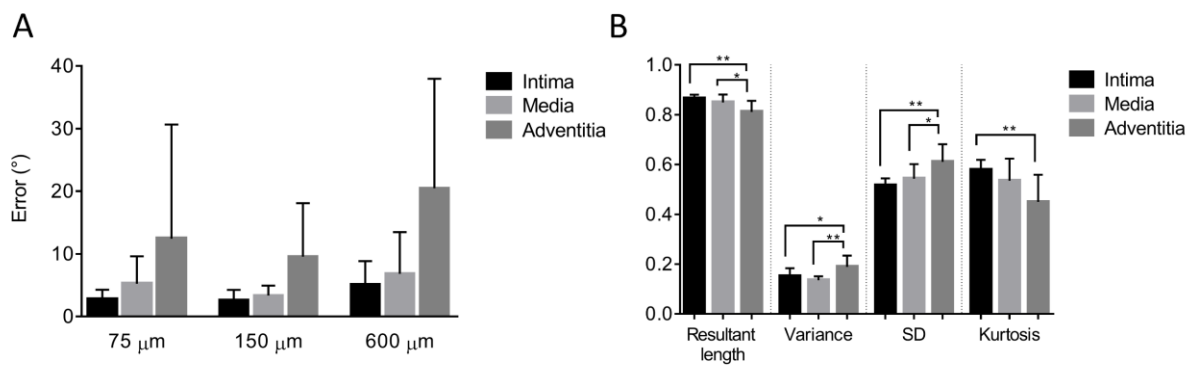 A
Error (°)
40
30
20
10
0
75 μm
150 μm
600 μm
Intima
Media
Adventitia
B
1.0
0.8
0.6
0.4
0.2
0.0
**
*
*
**
**
*
**
Resultant
length
Variance
SD
Kurtosis
Intima
Media
Adventitia